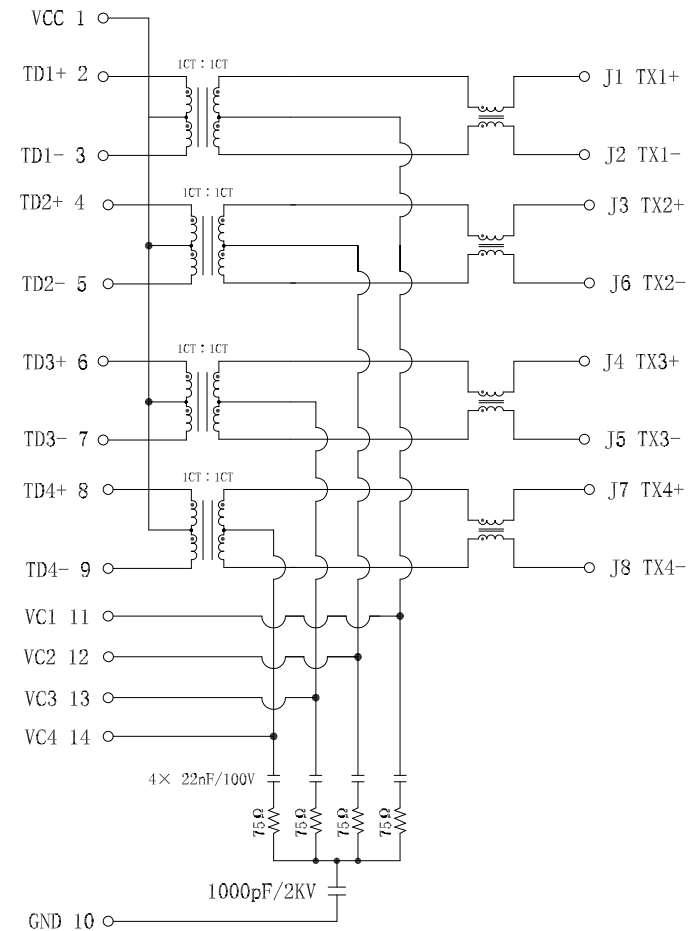 VCC 1
1CT : 1CT
TD1+ 2
J1 TX1+
TD1- 3
J2 TX1-
1CT : 1CT
TD2+ 4
J3 TX2+
TD2- 5
J6 TX2-
1CT : 1CT
TD3+ 6
J4 TX3+
TD3- 7
J5 TX3-
1CT : 1CT
TD4+ 8
J7 TX4+
TD4- 9
J8 TX4-
VC1 11
VC2 12
VC3 13
VC4 14
4× 22nF/100V
75Ω 75Ω 75Ω 75Ω
1000pF/2KV
GND 10